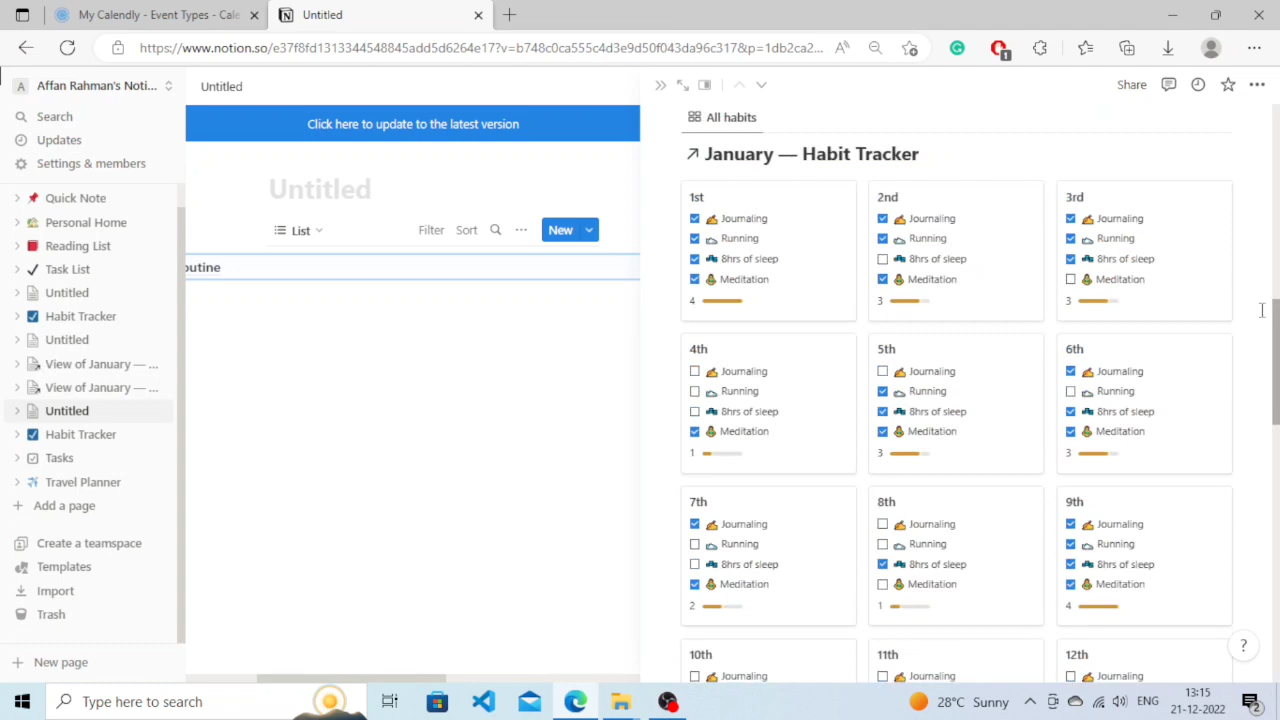 My Calendly - Event Types - Cale
Untitled
https://www.notion.so/e37f8fd1313344548845add5d6264e17?v=b748c0ca555c4d3e9d50f043da96c317&p=1db2ca2...
A Affan Rahman's Noti...
Search
Updates
Settings & members
Quick Note
Personal Home
Reading List
Task List
Untitled
Habit Tracker
Untitled
View of January — ...
View of January — ...
Untitled
Habit Tracker
Tasks
Travel Planner
Add a page
Create a teamspace
Templates
Import
Trash
New page
Untitled
Click here to update to the latest version
Untitled
List Filter Sort New
outine
Share
All habits
January — Habit Tracker
1st
Journaling
Running
8hrs of sleep
Meditation
4
2nd
Journaling
Running
8hrs of sleep
Meditation
3
3rd
Journaling
Running
8hrs of sleep
Meditation
3
4th
Journaling
Running
8hrs of sleep
Meditation
1
5th
Journaling
Running
8hrs of sleep
Meditation
3
6th
Journaling
Running
8hrs of sleep
Meditation
3
7th
Journaling
Running
8hrs of sleep
Meditation
2
8th
Journaling
Running
8hrs of sleep
Meditation
1
9th
Journaling
Running
8hrs of sleep
Meditation
4
10th
Journaling
11th
Journaling
12th
Journaling
?
Type here to search
28°C Sunny
ENG
13:15
21-12-2022
2